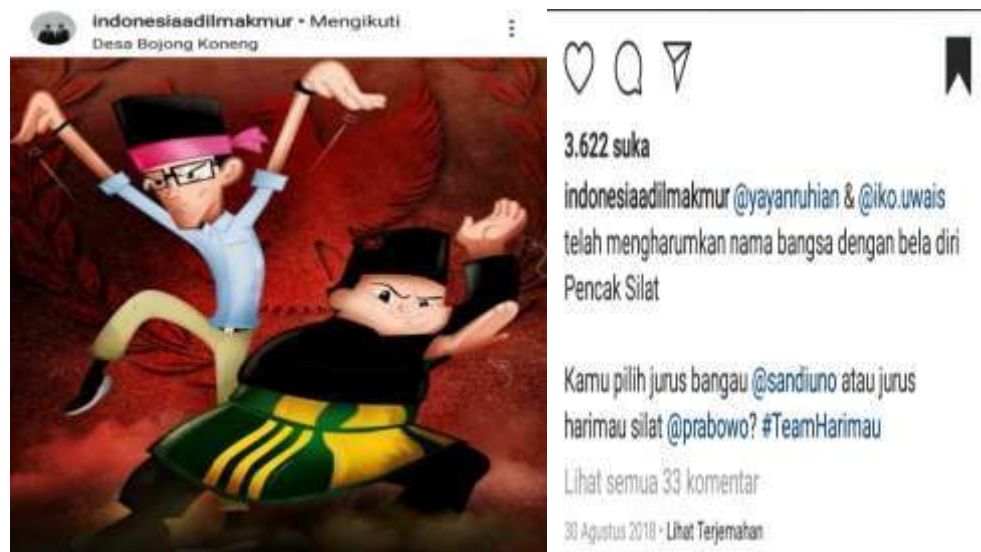 indonesiaadilmakmur • Mengikuti
Desa Bojong Koneng
3.622 suka
indonesiaadilmakmur @yayanruhian & @iko.uwais
telah mengharumkan nama bangsa dengan bela diri
Pencak Silat
Kamu pilih jurus bangau @sandiuno atau jurus
harimau silat @prabowo? #TeamHarimau
Lihat semua 33 komentar
30 Agustus 2018 • Lihat Terjemahan